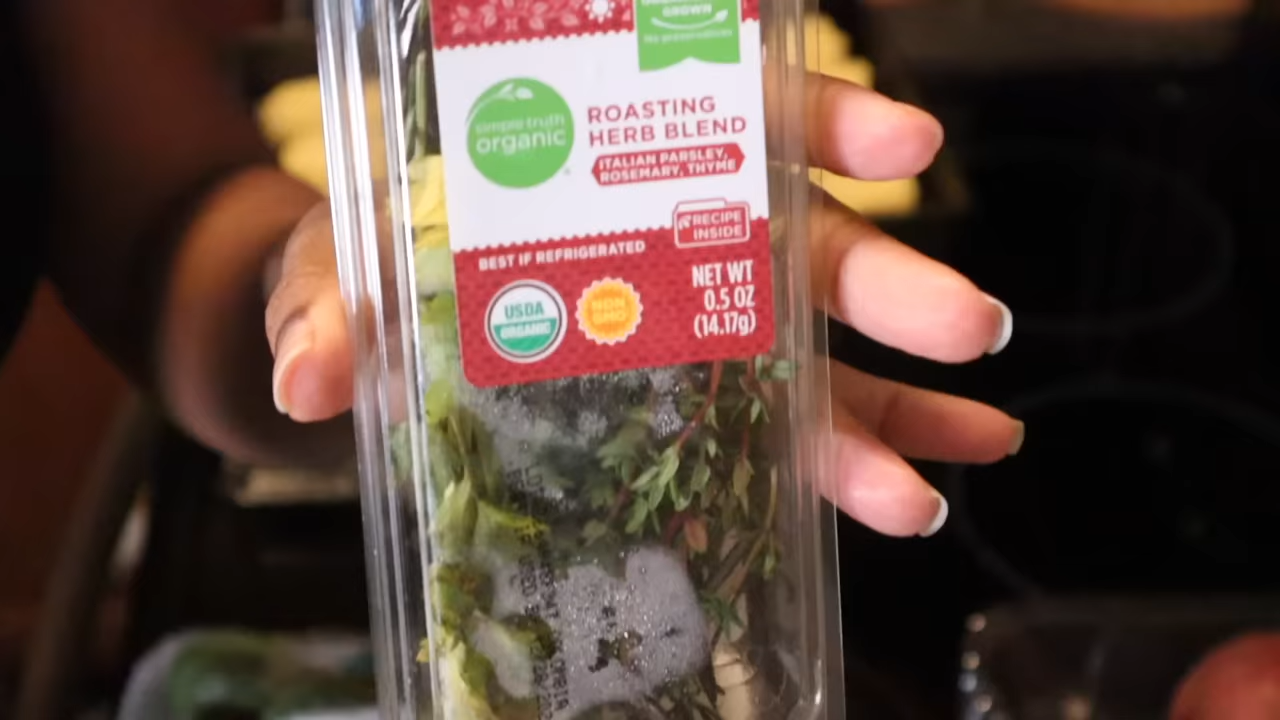 GROWN
No preservatives
simple truth
organic
ROASTING
HERB BLEND
ITALIAN PARSLEY,
ROSEMARY, THYME
RECIPE
INSIDE
BEST IF REFRIGERATED
USDA
ORGANIC
NON
GMO
NET WT
0.5 OZ
(14.17g)